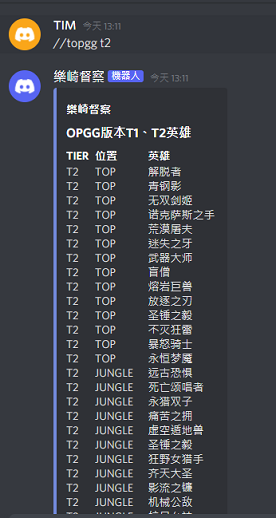 TIM 今天 13:11
//topgg t2
樂崎督察 機器人 今天 13:11
樂崎督察
OPGG版本T1、T2英雄
TIER 位置 英雄
T2 TOP 解脱者
T2 TOP 青钢影
T2 TOP 无双剑姬
T2 TOP 诺克萨斯之手
T2 TOP 荒漠屠夫
T2 TOP 迷失之牙
T2 TOP 武器大师
T2 TOP 盲僧
T2 TOP 熔岩巨兽
T2 TOP 放逐之刃
T2 TOP 圣锤之毅
T2 TOP 不灭狂雷
T2 TOP 暴怒骑士
T2 TOP 永恒梦魇
T2 JUNGLE 远古恐惧
T2 JUNGLE 死亡颂唱者
T2 JUNGLE 永猎双子
T2 JUNGLE 痛苦之拥
T2 JUNGLE 虚空遁地兽
T2 JUNGLE 圣锤之毅
T2 JUNGLE 狂野女猎手
T2 JUNGLE 齐天大圣
T2 JUNGLE 影流之镰
T2 JUNGLE 机械公敌